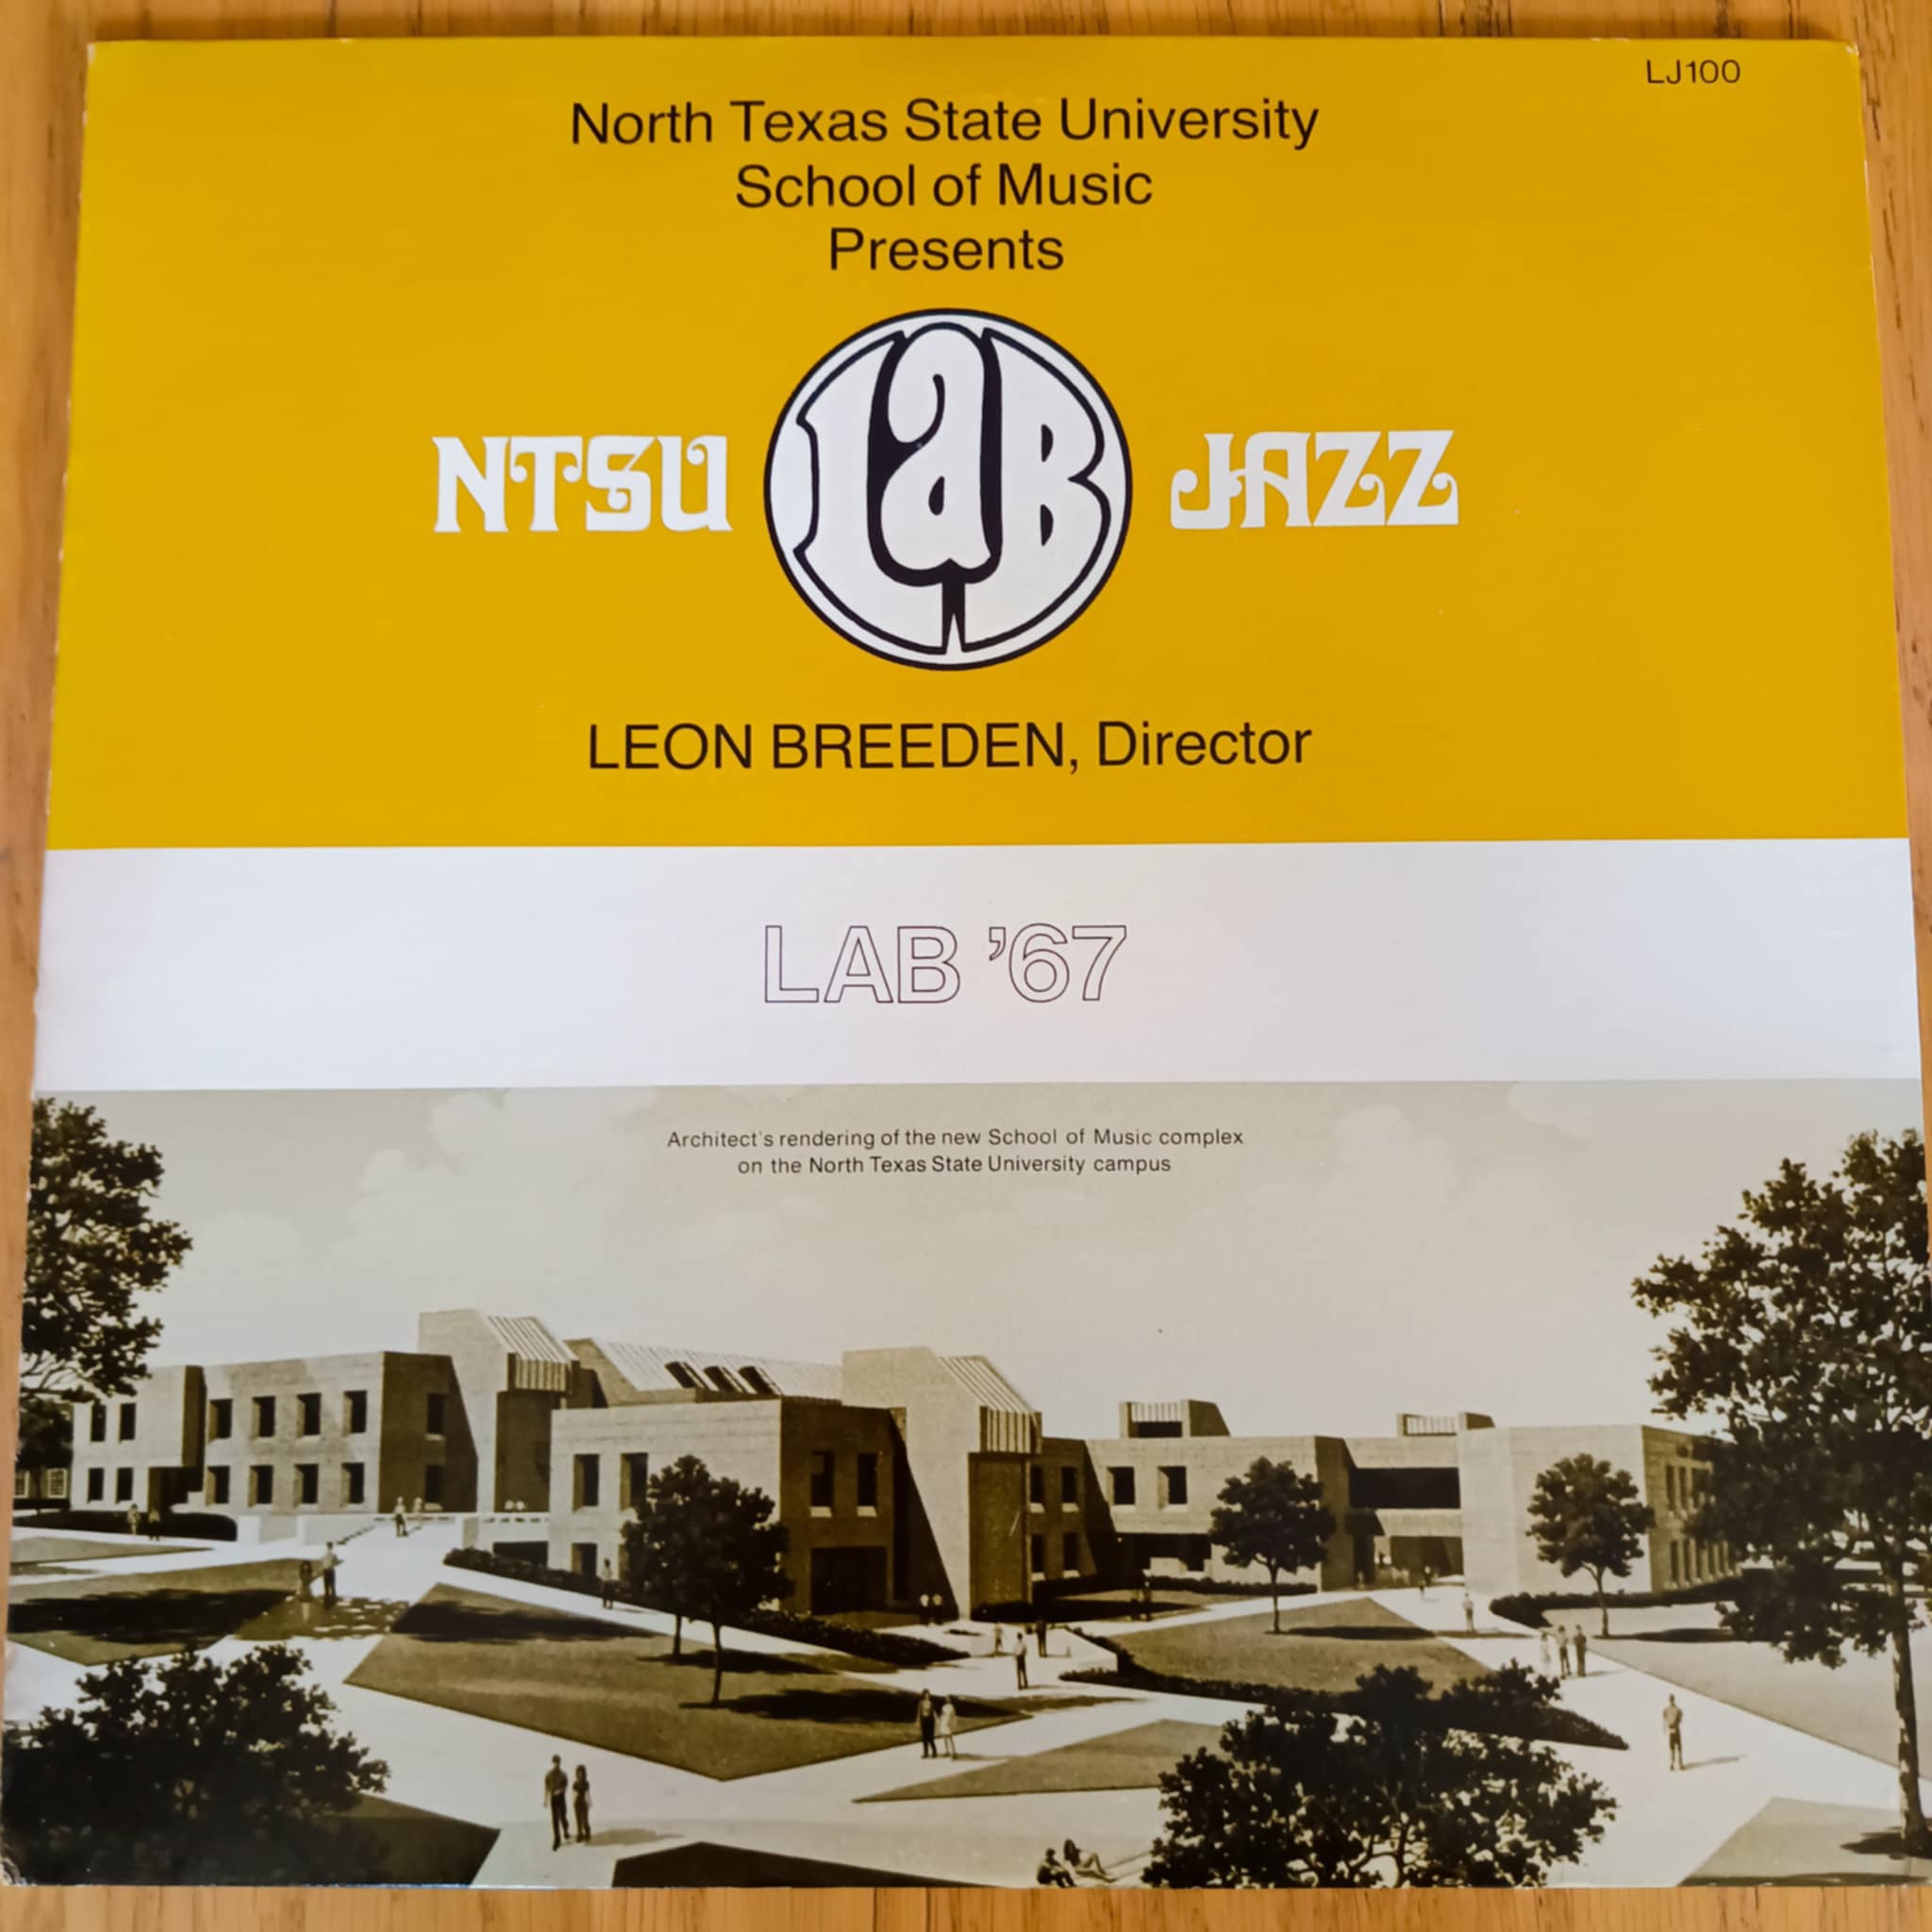 LJ100
North Texas State University
School of Music
Presents
NTSU LaB JAZZ
LEON BREEDEN, Director
LAB '67
Architect's rendering of the new School of Music complex
on the North Texas State University campus